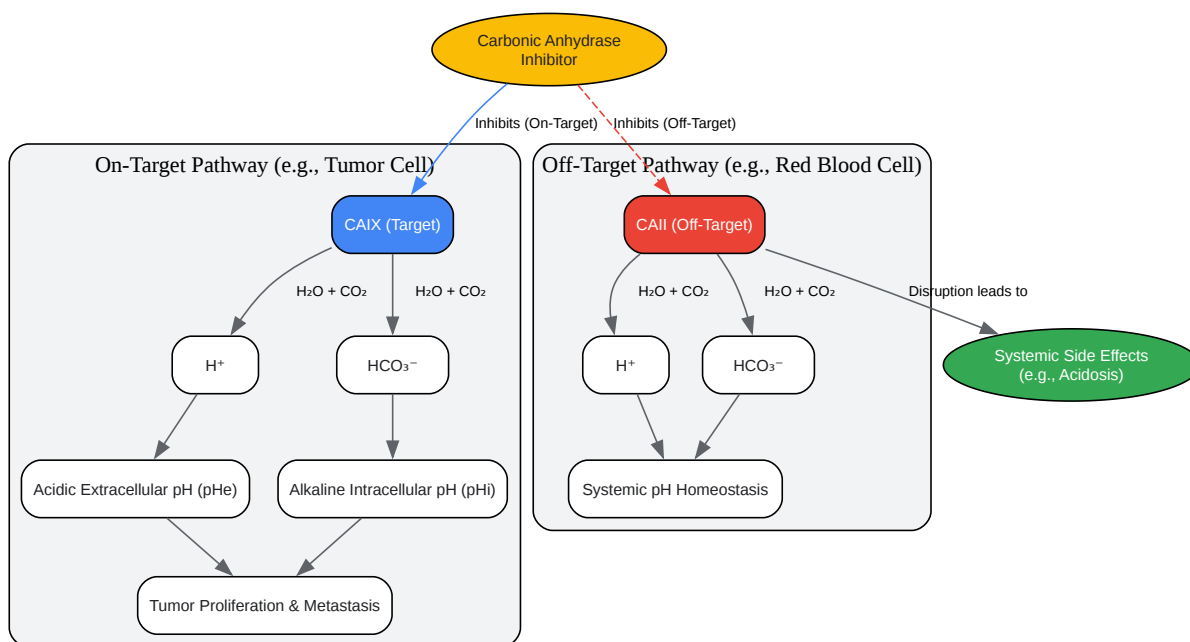 Carbonic Anhydrase
Inhibitor
Inhibits (On-Target)
Inhibits (Off-Target)
On-Target Pathway (e.g., Tumor Cell)
Off-Target Pathway (e.g., Red Blood Cell)
CAIX (Target)
CAII (Off-Target)
H₂O + CO₂
H₂O + CO₂
H₂O + CO₂
H₂O + CO₂
Disruption leads to
H⁺
HCO₃⁻
H⁺
HCO₃⁻
Systemic Side Effects
(e.g., Acidosis)
Acidic Extracellular pH (pHe)
Alkaline Intracellular pH (pHi)
Systemic pH Homeostasis
Tumor Proliferation & Metastasis